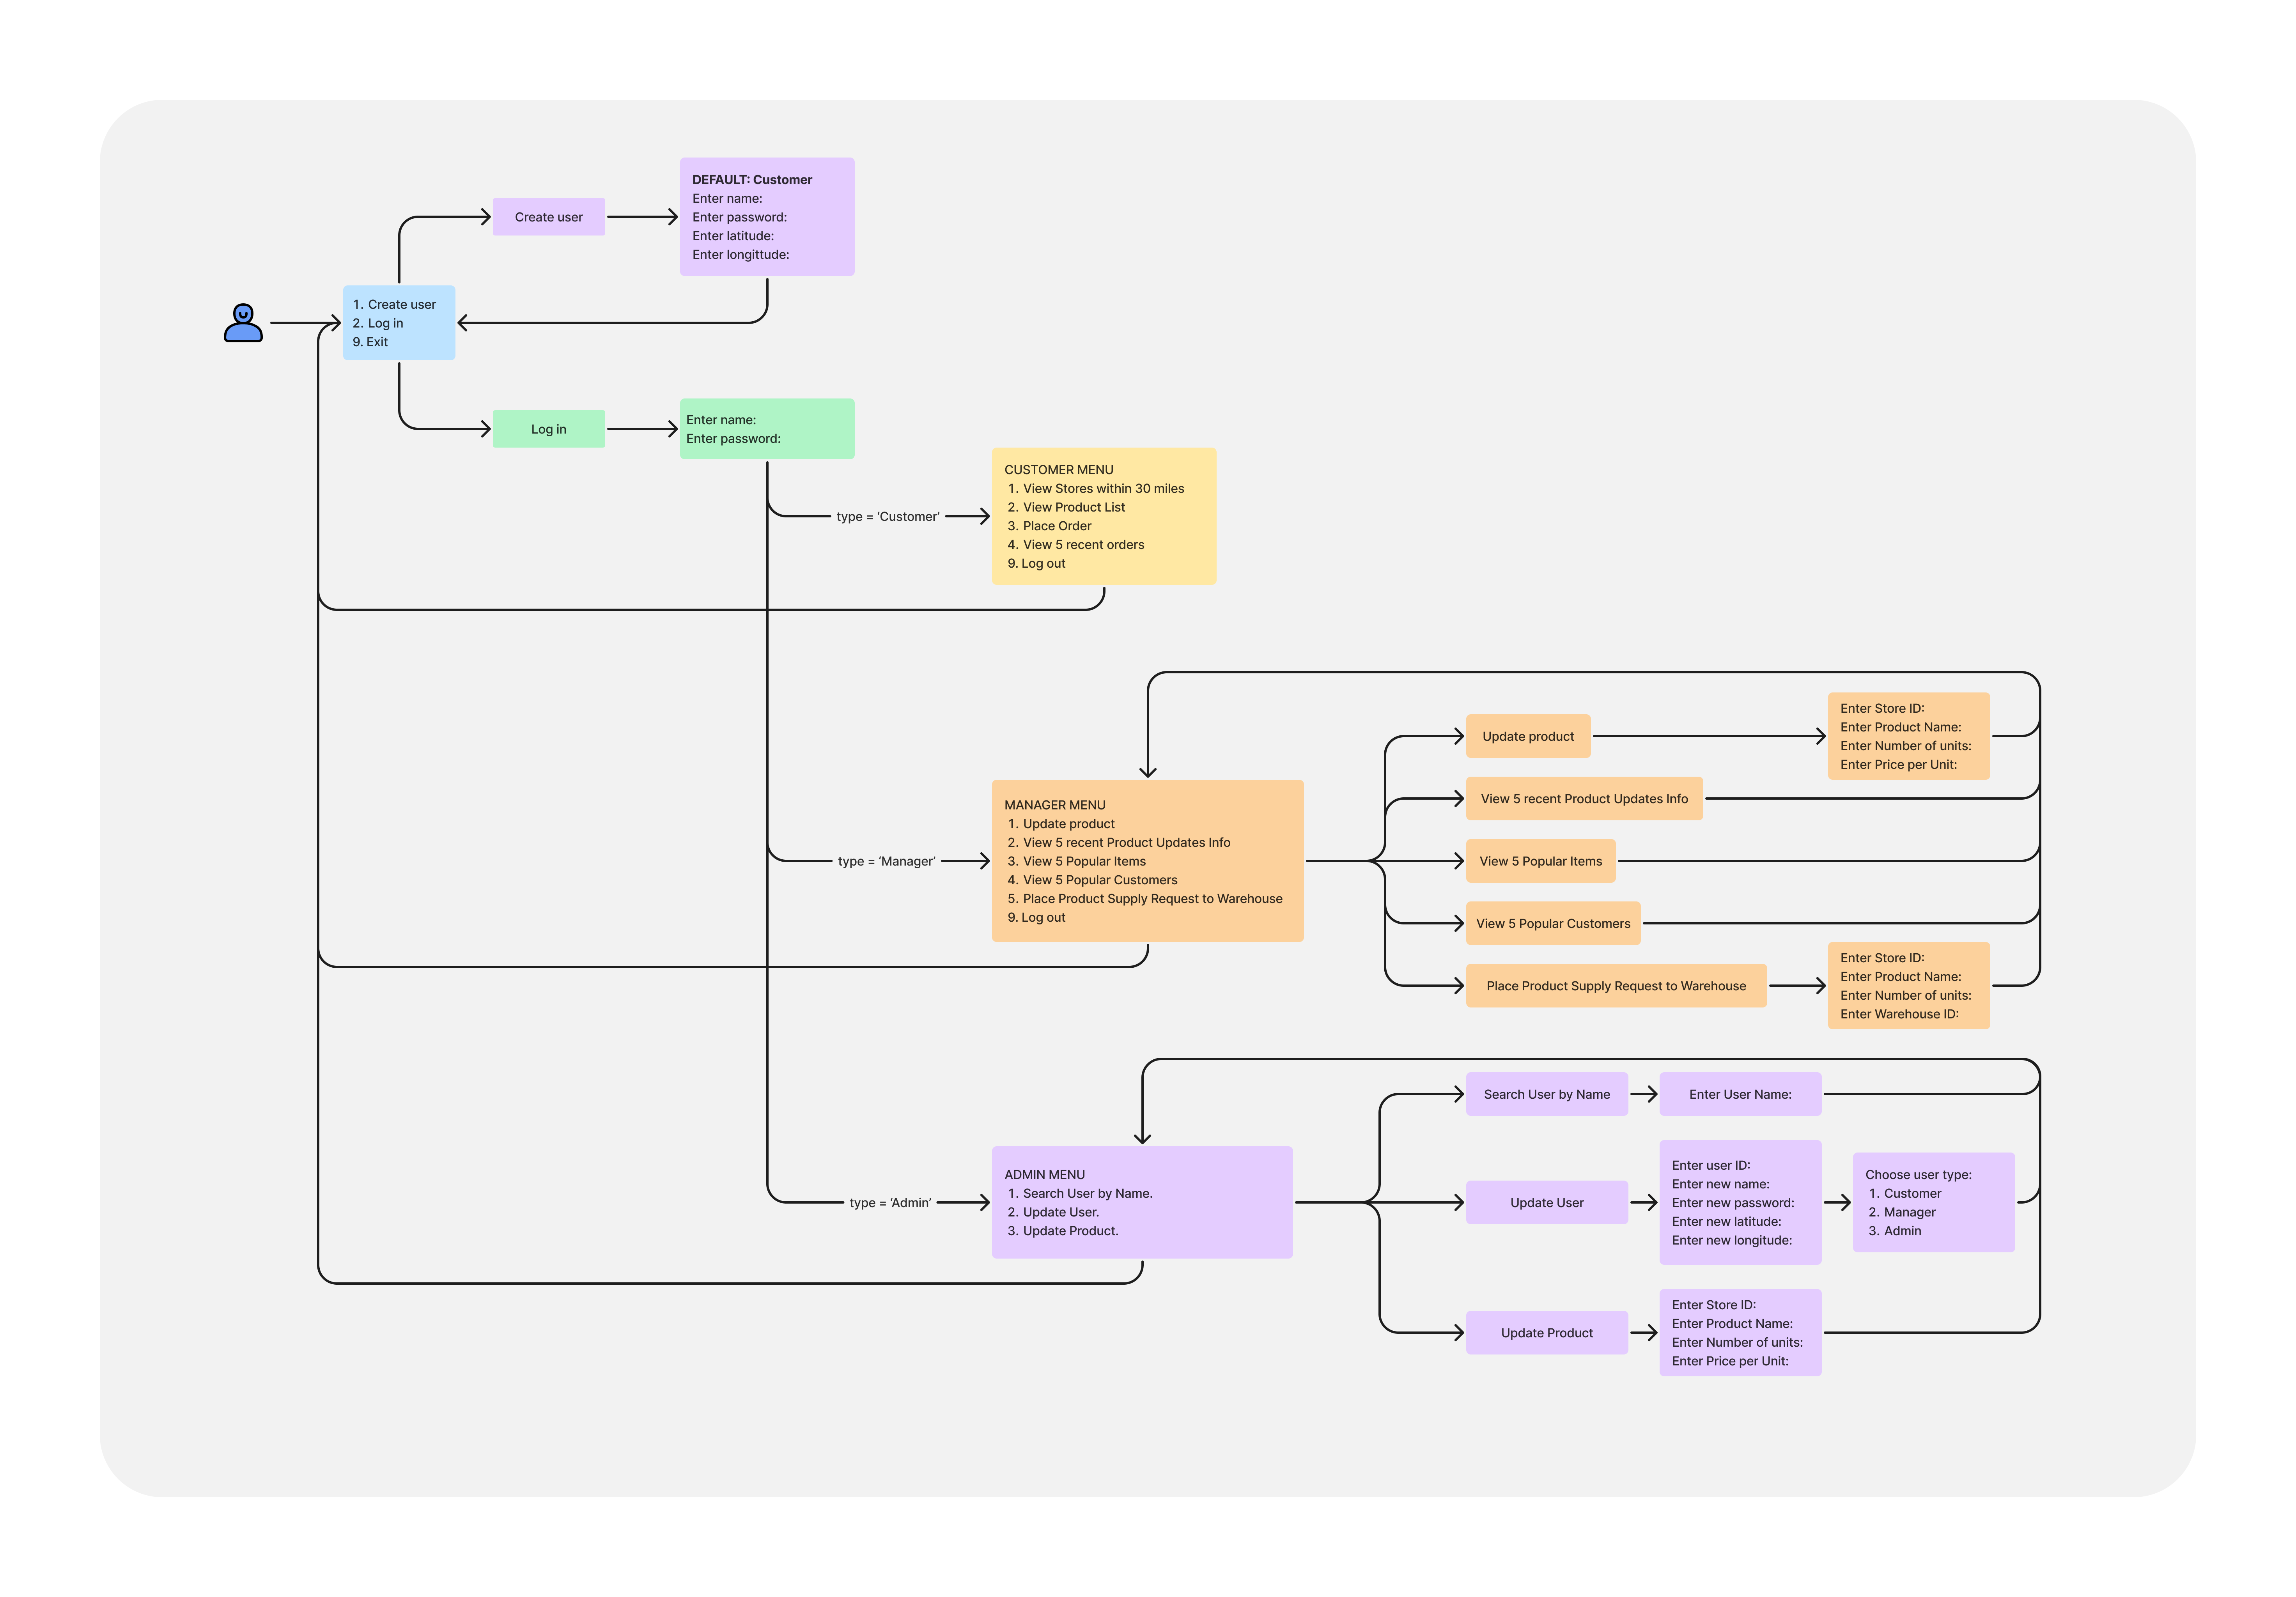 DEFAULT: Customer
Enter name:
Enter password:
Enter latitude:
Enter longittude:
Create user
1. Create user
2. Log in
9. Exit
Log in
Enter name:
Enter password:
type = ‘Customer’
CUSTOMER MENU
1. View Stores within 30 miles
2. View Product List
3. Place Order
4. View 5 recent orders
9. Log out
type = ‘Manager’
MANAGER MENU
1. Update product
2. View 5 recent Product Updates Info
3. View 5 Popular Items
4. View 5 Popular Customers
5. Place Product Supply Request to Warehouse
9. Log out
Update product
Enter Store ID:
Enter Product Name:
Enter Number of units:
Enter Price per Unit:
View 5 recent Product Updates Info
View 5 Popular Items
View 5 Popular Customers
Place Product Supply Request to Warehouse
Enter Store ID:
Enter Product Name:
Enter Number of units:
Enter Warehouse ID:
type = ‘Admin’
ADMIN MENU
1. Search User by Name.
2. Update User.
3. Update Product.
Search User by Name
Enter User Name:
Update User
Enter user ID:
Enter new name:
Enter new password:
Enter new latitude:
Enter new longitude:
Choose user type:
1. Customer
2. Manager
3. Admin
Update Product
Enter Store ID:
Enter Product Name:
Enter Number of units:
Enter Price per Unit: